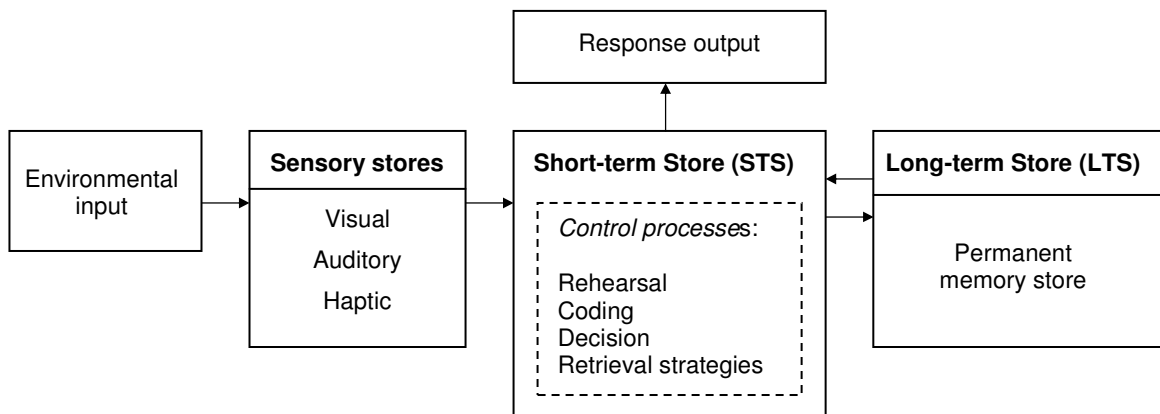 Response output
Environmental
input
Sensory stores
Visual
Auditory
Haptic
Short-term Store (STS)
Control processes:
Rehearsal
Coding
Decision
Retrieval strategies
Long-term Store (LTS)
Permanent
memory store